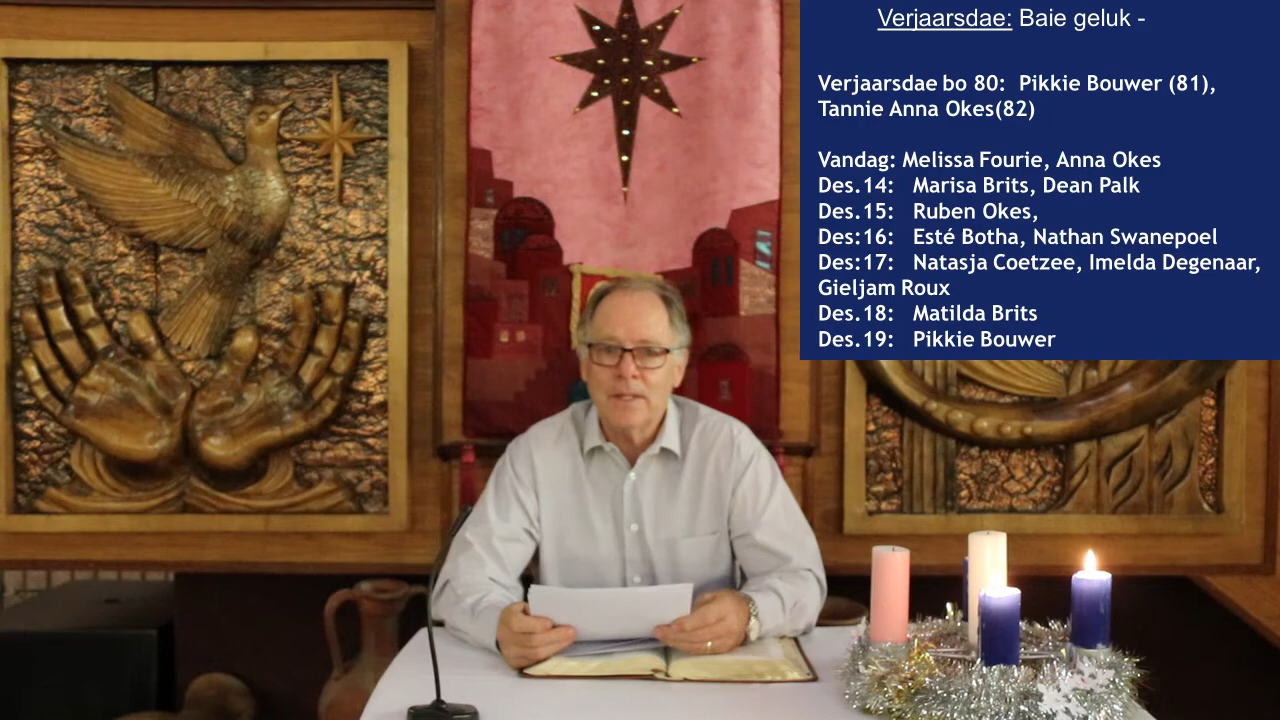 Verjaarsdae: Baie geluk -
Verjaarsdae bo 80: Pikkie Bouwer (81),
Tannie Anna Okes(82)
Vandag: Melissa Fourie, Anna Okes
Des.14: Marisa Brits, Dean Palk
Des.15: Ruben Okes,
Des:16: Esté Botha, Nathan Swanepoel
Des:17: Natasja Coetzee, Imelda Degenaar,
Gieljam Roux
Des.18: Matilda Brits
Des.19: Pikkie Bouwer